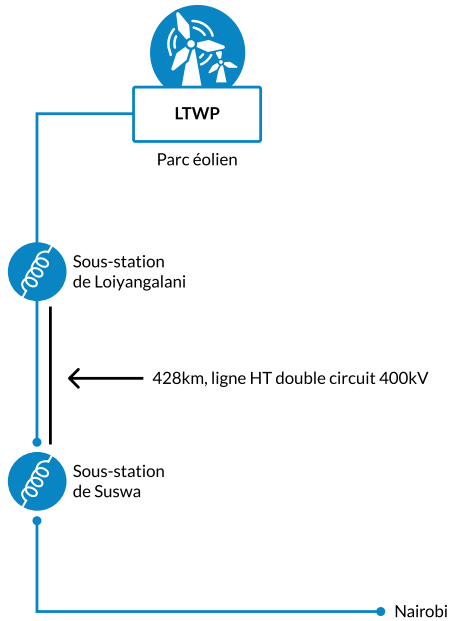 LTWP
Parc éolien
Sous-station
de Loiyangalani
428km, ligne HT double circuit 400kV
Sous-station
de Suswa
Nairobi